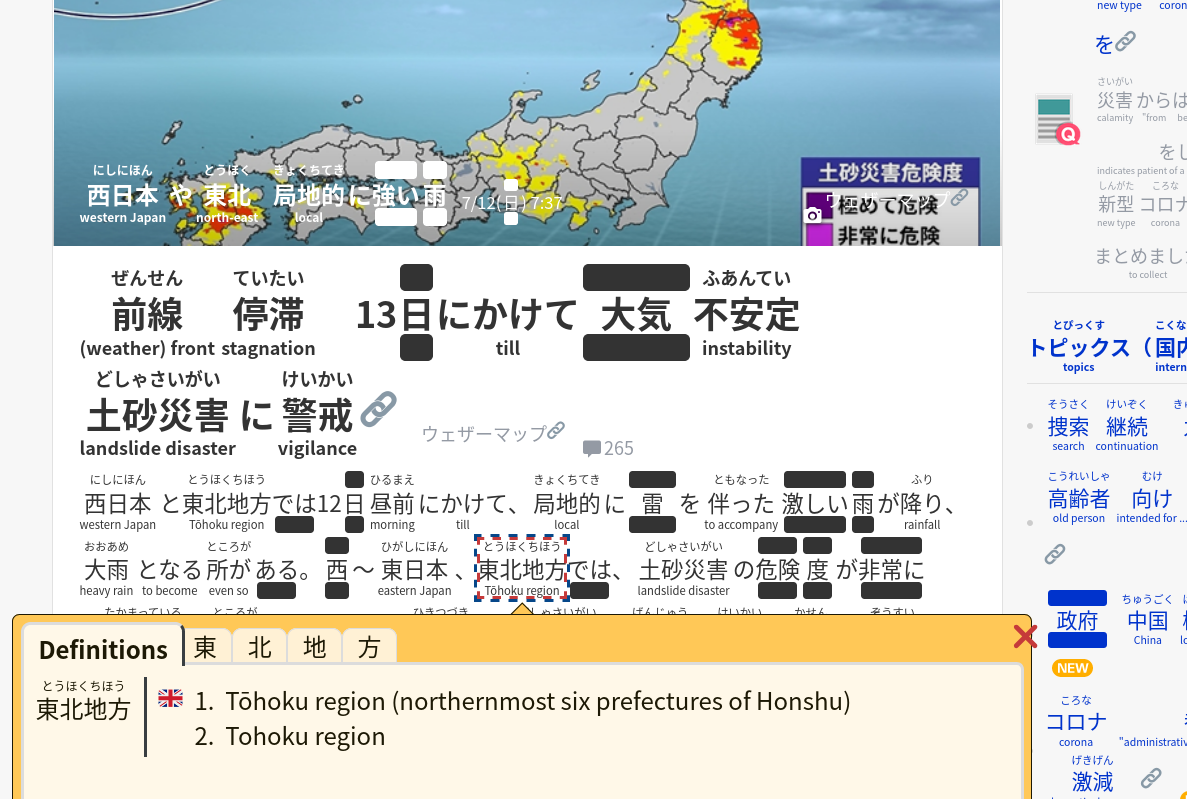 new type coron
を
さいがい
災害 からは
calamity "from be
をし
indicates patient of a
しんがた ころな
新型 コロナ
new type corona
まとめまし
to collect
土砂災害危険度
極めて危険
非常に危険
にしにほん とうほく きょくちてき
西日本 や 東北 局地的に強い雨 7/12(日) 7:37 ウェザーマップ
western Japan north-east local
ぜんせん ていたい ふあんてい
前線 停滞 13日にかけて 大気 不安定
(weather) front stagnation till instability
どしゃさいがい けいかい
土砂災害 に 警戒
landslide disaster vigilance
ウェザーマップ 265
にしにほん とうほくちほう ひるまえ きょくちてき ともなった ふり
西日本 と東北地方では12日昼前にかけて、局地的に 雷 を 伴った 激しい雨が降り、
western Japan Tōhoku region morning till local to accompany rainfall
おおあめ ところが ひがしにほん とうほくちほう どしゃさいがい
大雨 となる 所が ある。 西 〜 東日本 、東北地方では、 土砂災害 の危険 度 が非常に
heavy rain to become even so eastern Japan Tōhoku region landslide disaster
たかまっている ところが ひきつづき しゃさいがい げんじゅう けいかい かせん ぞうすい
Definitions 東 北 地 方
とうほくちほう
東北地方
1. Tōhoku region (northernmost six prefectures of Honshu)
2. Tohoku region
とぴっくす こくな
トピックス（国内
topics intern
そうさく けいぞく
捜索 継続
search continuation
こうれいしゃ むけ
高齢者 向け
old person intended for ...
ちゅうごく
政府 中国
China
NEW
ころな
コロナ
corona "administrativ
げきげん
激減